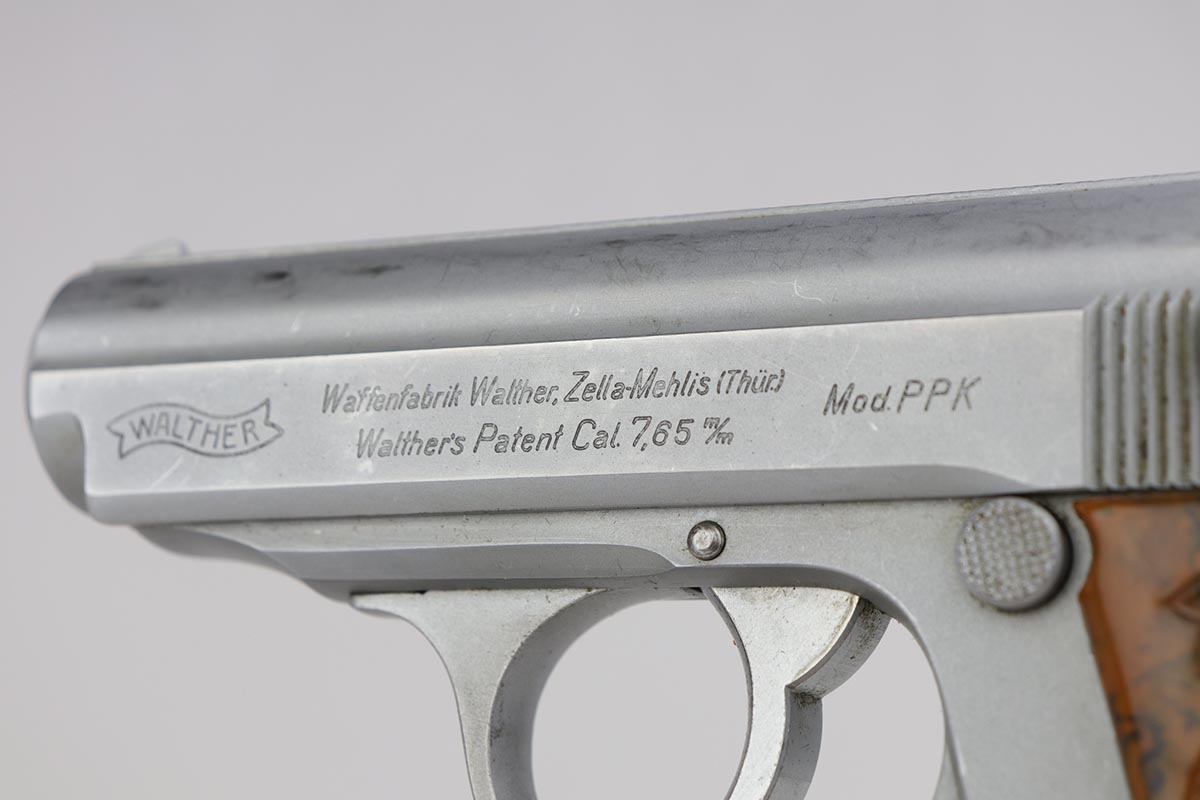 WALTHER
Waffenfabrik Walther, Zella-Mehlis (Thür.)
Walther's Patent Cal. 7,65 m/m
Mod. PPK